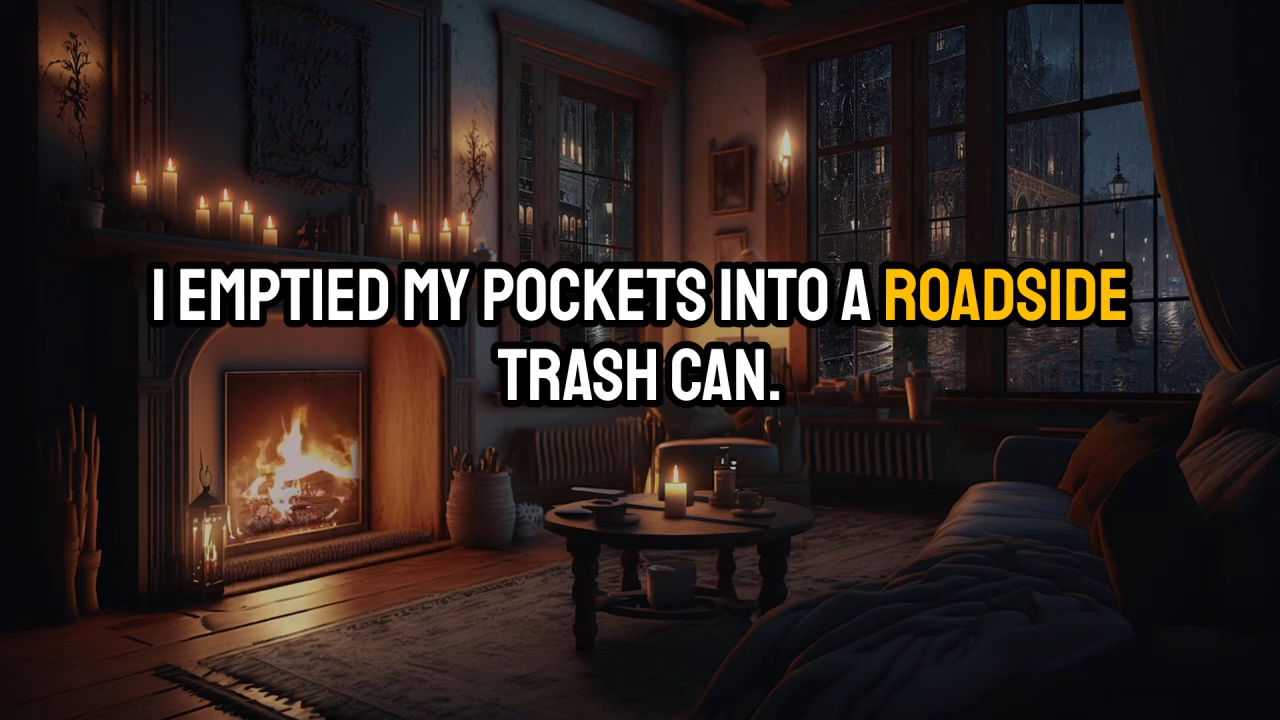 I EMPTIED MY POCKETS INTO A ROADSIDE
TRASH CAN.